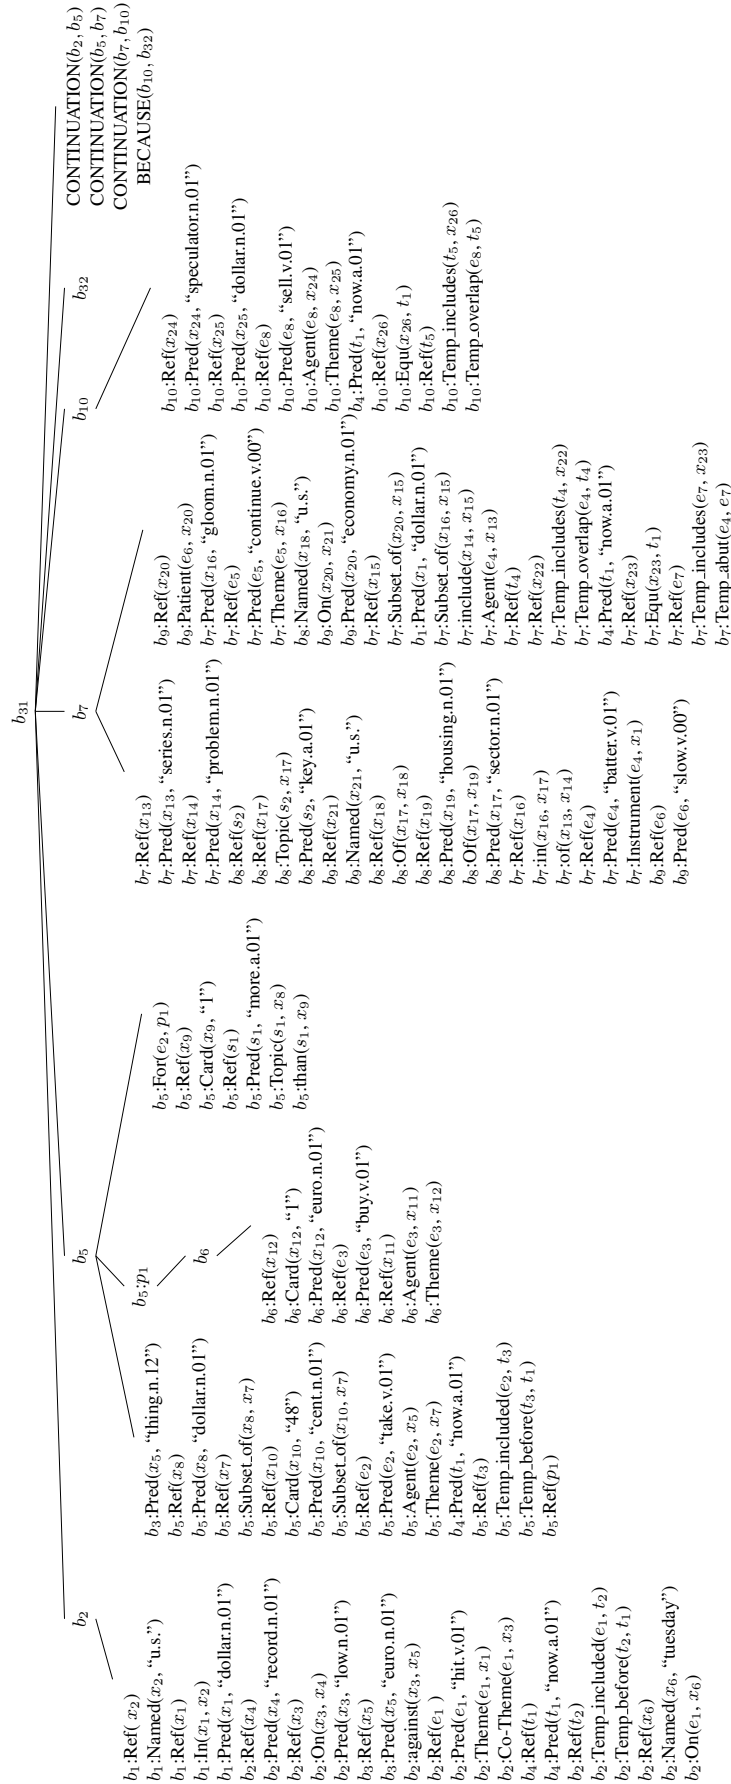 b31
b2
b5
b7
b10
b32
CONTINUATION(b2, b5)
CONTINUATION(b5, b7)
CONTINUATION(b7, b10)
BECAUSE(b10, b32)
b1:Ref( x2)
b1:Named(x2, “u.s.”)
b1:Ref(x1)
b1:In(x1, x2)
b1:Pred(x1, “dollar.n.01”)
b2:Ref(x4)
b2:Pred(x4, “record.n.01”)
b2:Ref(x3)
b2:On(x3, x4)
b2:Pred(x3, “low.n.01”)
b3:Ref(x5)
b3:Pred(x5, “euro.n.01”)
b2:against(x3, x5)
b2:Ref(e1 )
b2:Pred(e1, “hit.v.01”)
b2:Theme(e1, x1)
b2:Co-Theme(e1, x3)
b4:Ref(t1)
b4:Pred(t1, “now.a.01”)
b2:Ref(t2)
b2:Temp_included(e1, t2)
b2:Temp_before(t2, t1)
b2:Ref(x6)
b2:Named(x6, “tuesday”)
b2:On(e1, x6)
b3:Pred(x5, “thing.n.12”)
b5:Ref(x8)
b5:Pred(x8, “dollar.n.01”)
b5:Ref(x7)
b5:Subset_of(x8, x7)
b5:Ref(x10)
b5:Card(x10, “48”)
b5:Pred(x10, “cent.n.01”)
b5:Subset_of(x10, x7)
b5:Ref(e2)
b5:Pred(e2, “take.v.01”)
b5:Agent(e2, x5)
b5:Theme(e2, x7)
b4:Pred(t1, “now.a.01”)
b5:Ref(t3)
b5:Temp_included(e2, t3)
b5:Temp_before(t3, t1)
b5:Ref(p1)
b5:p1
b6
b6:Ref(x12)
b6:Card(x12, “1”)
b6:Pred(x12, “euro.n.01”)
b6:Ref(e3)
b6:Pred(e3, “buy.v.01”)
b6:Ref(x11)
b6:Agent(e3, x11)
b6:Theme(e3, x12)
b5:For(e2, p1)
b5:Ref(x9)
b5:Card(x9, “1”)
b5:Ref(s1)
b5:Pred(s1, “more.a.01”)
b5:Topic(s1, x8)
b5:than(s1, x9)
b7:Ref(x13)
b7:Pred(x13, “series.n.01”)
b7:Ref(x14)
b7:Pred(x14, “problem.n.01”)
b8:Ref(s2)
b8:Ref(x17)
b8:Topic(s2, x17)
b8:Pred(s2, “key.a.01”)
b9:Ref(x21)
b9:Named(x21, “u.s.”)
b8:Ref(x18)
b8:Of(x17, x18)
b8:Ref(x19)
b8:Pred(x19, “housing.n.01”)
b8:Of(x17, x19)
b8:Pred(x17, “sector.n.01”)
b7:Ref(x16)
b7:in(x16, x17)
b7:of(x13, x14)
b7:Ref(e4)
b7:Pred(e4, “batter.v.01”)
b7:Instrument(e4, x1)
b9:Ref(e6)
b9:Pred(e6, “slow.v.00”)
b9:Ref(x20)
b9:Patient(e6, x20)
b7:Pred(x16, “gloom.n.01”)
b7:Ref(e5)
b7:Pred(e5, “continue.v.00”)
b7:Theme(e5, x16)
b8:Named(x18, “u.s.”)
b9:On(x20, x21)
b9:Pred(x20, “economy.n.01”)
b7:Ref(x15)
b7:Subset_of(x20, x15)
b1:Pred(x1, “dollar.n.01”)
b7:Subset_of(x16, x15)
b7:include(x14, x15)
b7:Agent(e4, x13)
b7:Ref(t4)
b7:Ref(x22)
b7:Temp_includes(t4, x22)
b7:Temp_overlap(e4, t4)
b4:Pred(t1, “now.a.01”)
b7:Ref(x23)
b7:Equ(x23, t1)
b7:Ref(e7)
b7:Temp_includes(e7, x23)
b7:Temp_abut(e4, e7)
b10:Ref(x24)
b10:Pred(x24, “speculator.n.01”)
b10:Ref(x25)
b10:Pred(x25, “dollar.n.01”)
b10:Ref(e8)
b10:Pred(e8, “sell.v.01”)
b10:Agent(e8, x24)
b10:Theme(e8, x25)
b4:Pred(t1, “now.a.01”)
b10:Ref(x26)
b10:Equ(x26, t1)
b10:Ref(t5)
b10:Temp_includes(t5, x26)
b10:Temp_overlap(e8, t5)